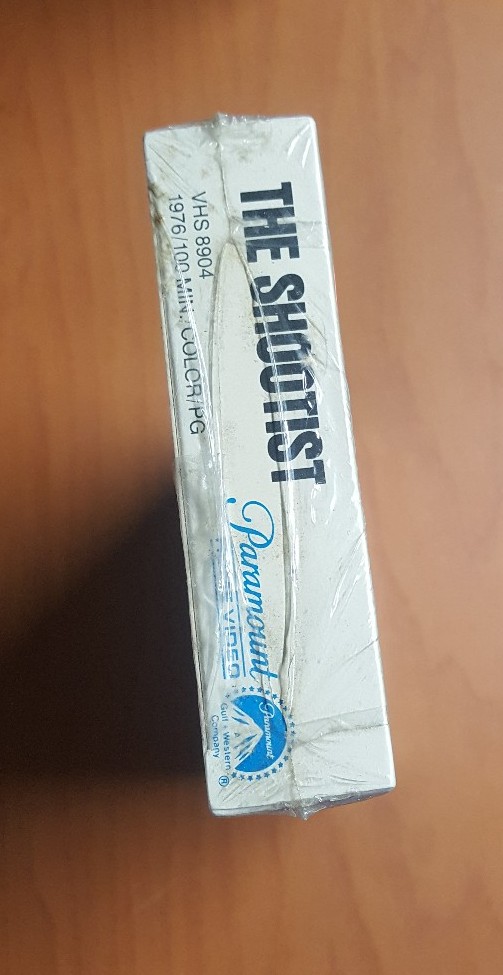 THE SHOOTIST
VHS 8904
1976/100 MIN./COLOR/PG
Paramount
VIDEO
Paramount
A
Gulf + Western
Company
®